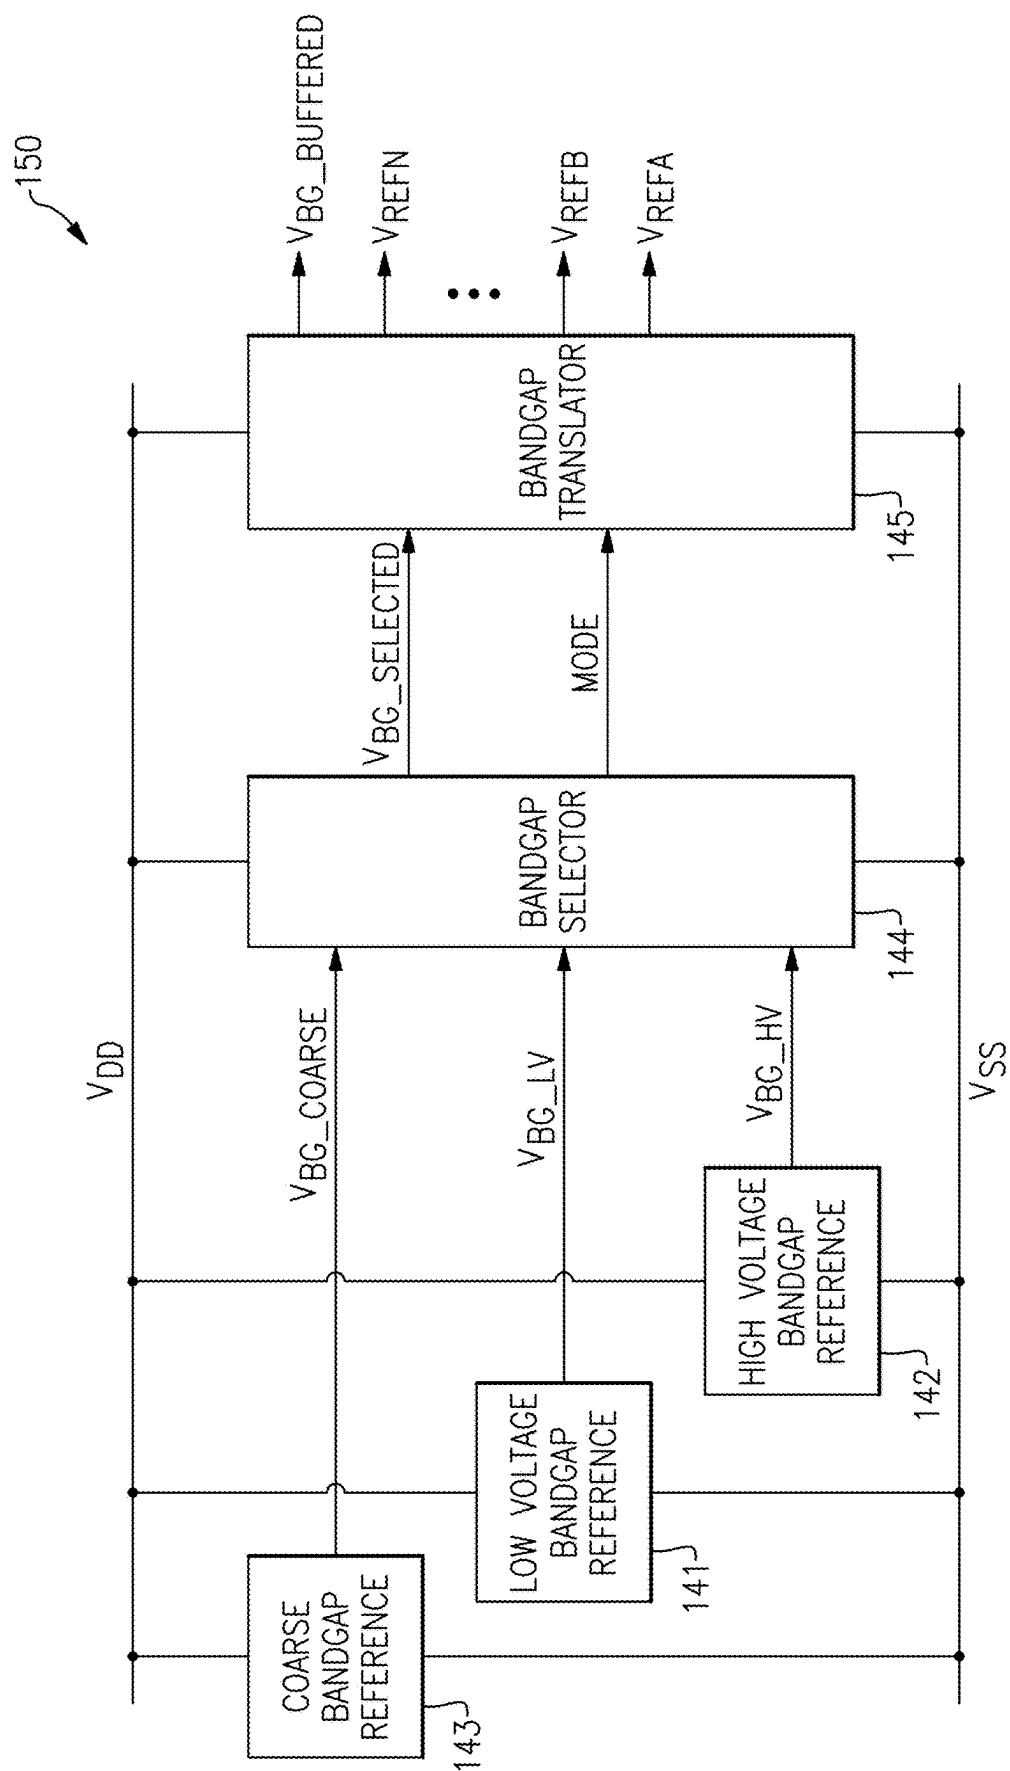 150
VDD
COARSE
BANDGAP
REFERENCE
143
LOW VOLTAGE
BANDGAP
REFERENCE
141
HIGH VOLTAGE
BANDGAP
REFERENCE
142
VBG_COARSE
VBG_LV
VBG_HV
BANDGAP
SELECTOR
144
VBG_SELECTED
MODE
BANDGAP
TRANSLATOR
145
VBG_BUFFERED
VREFN
VREFB
VREFA
VSS